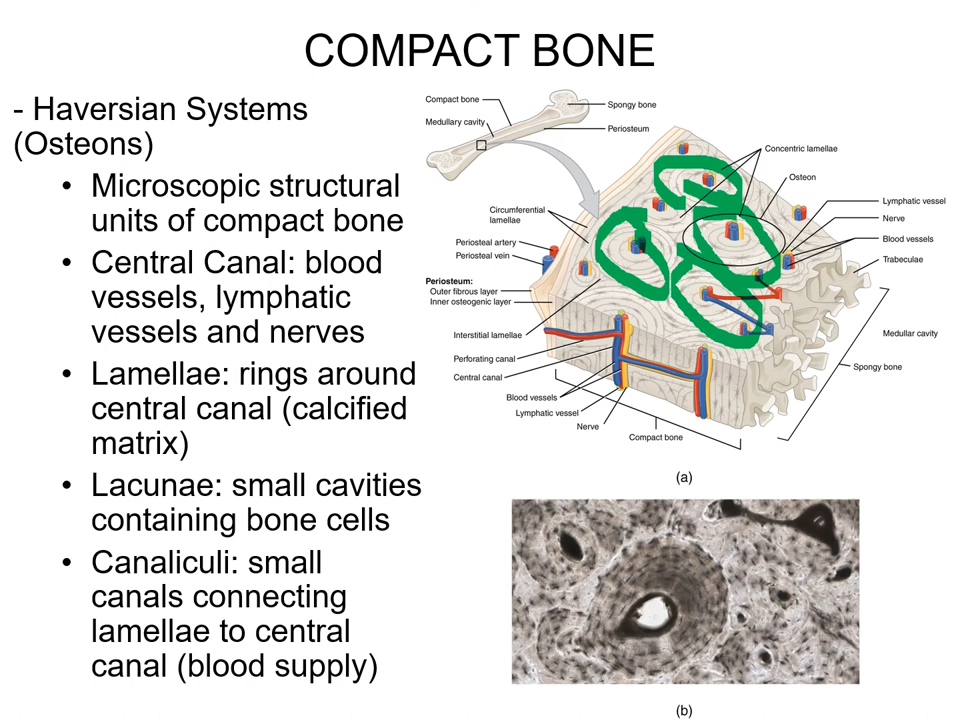 COMPACT BONE
- Haversian Systems
(Osteons)
• Microscopic structural
units of compact bone
• Central Canal: blood
vessels, lymphatic
vessels and nerves
• Lamellae: rings around
central canal (calcified
matrix)
• Lacunae: small cavities
containing bone cells
• Canaliculi: small
canals connecting
lamellae to central
canal (blood supply)
Compact bone
Medullary cavity
Spongy bone
Periosteum
Concentric lamellae
Osteon
Circumferential
lamellae
Periosteal artery
Periosteal vein
Periosteum:
Outer fibrous layer
Inner osteogenic layer
Interstitial lamellae
Perforating canal
Central canal
Blood vessels
Lymphatic vessel
Nerve
Compact bone
Lymphatic vessel
Nerve
Blood vessels
Trabeculae
Medullar cavity
Spongy bone
(a)
(b)